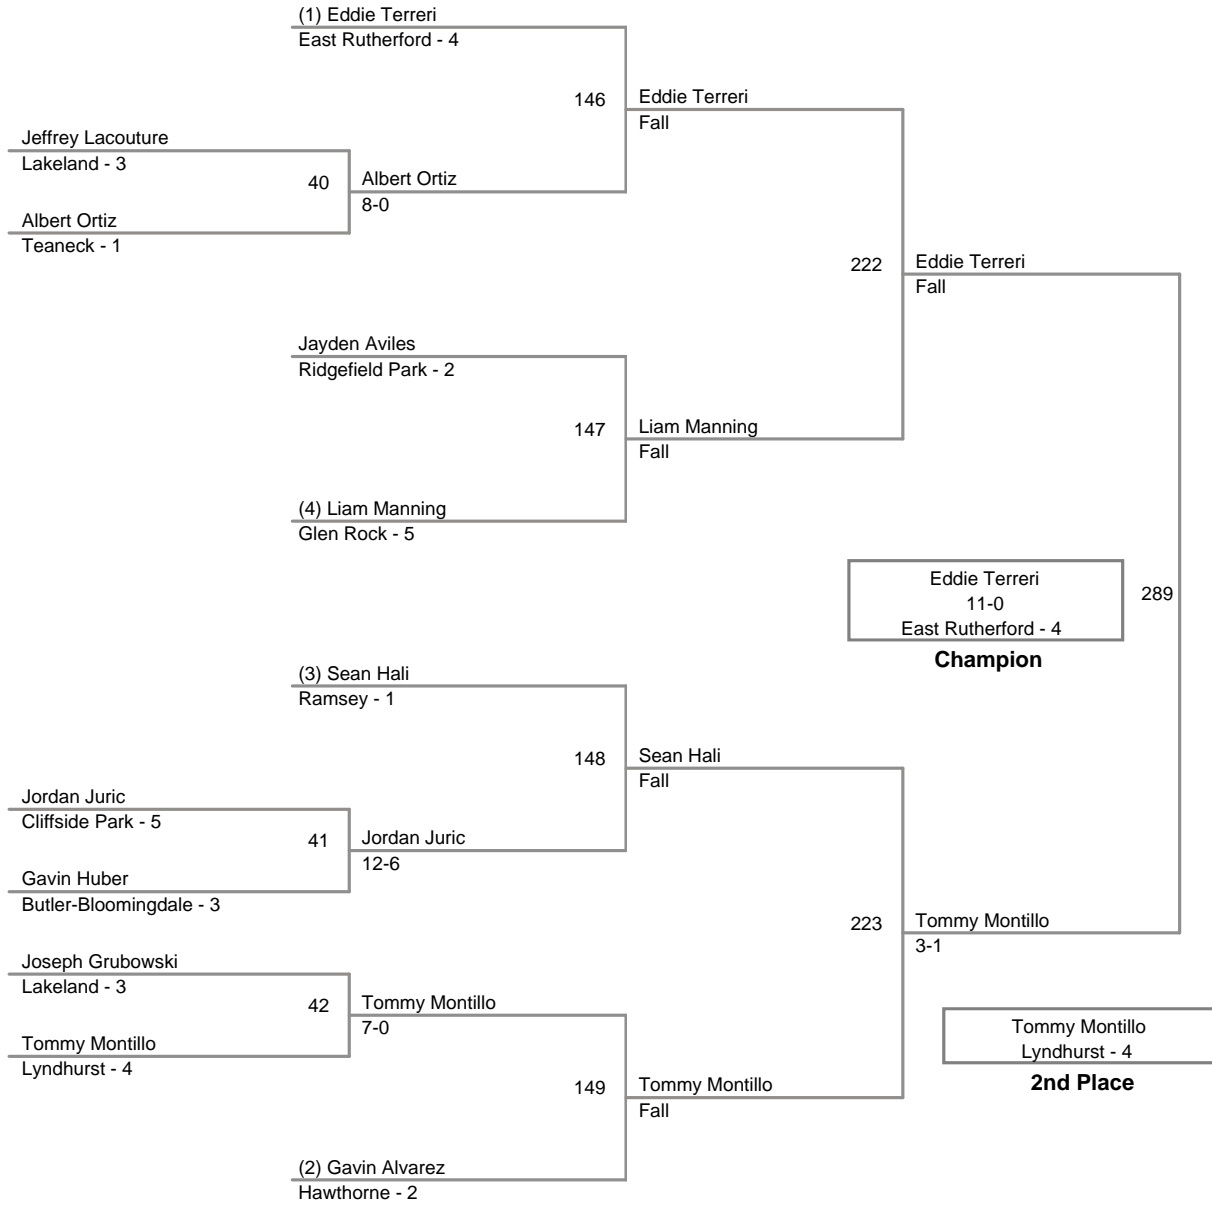 (1) Eddie Terreri
East Rutherford - 4
146
Eddie Terreri
Fall
Jeffrey Lacouture
Lakeland - 3
40
Albert Ortiz
8-0
Albert Ortiz
Teaneck - 1
222
Eddie Terreri
Fall
Jayden Aviles
Ridgefield Park - 2
147
Liam Manning
Fall
(4) Liam Manning
Glen Rock - 5
Eddie Terreri
11-0
East Rutherford - 4
Champion
289
(3) Sean Hali
Ramsey - 1
148
Sean Hali
Fall
Jordan Juric
Cliffside Park - 5
41
Jordan Juric
12-6
Gavin Huber
Butler-Bloomingdale - 3
223
Tommy Montillo
3-1
Joseph Grubowski
Lakeland - 3
42
Tommy Montillo
7-0
Tommy Montillo
Lyndhurst - 4
149
Tommy Montillo
Fall
Tommy Montillo
Lyndhurst - 4
2nd Place
(2) Gavin Alvarez
Hawthorne - 2